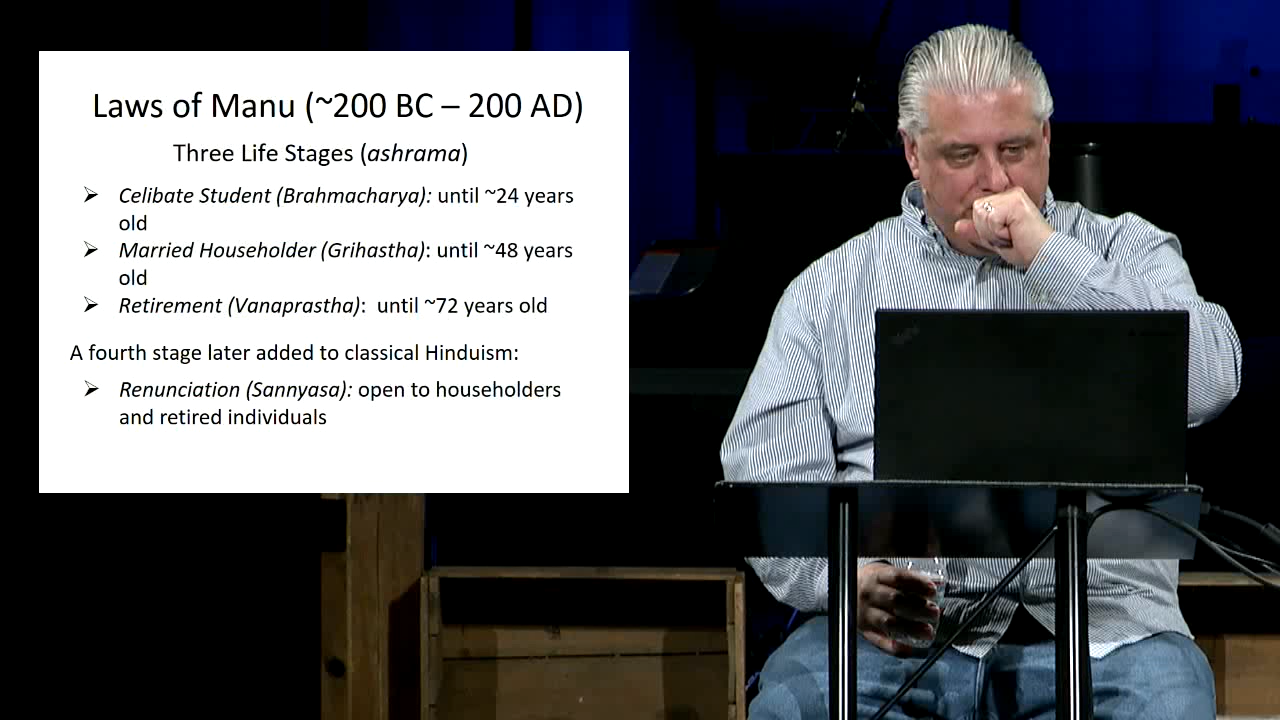 Laws of Manu (~200 BC – 200 AD)
Three Life Stages (ashrama)
➢ Celibate Student (Brahmacharya): until ~24 years
old
➢ Married Householder (Grihastha): until ~48 years
old
➢ Retirement (Vanaprastha):  until ~72 years old
A fourth stage later added to classical Hinduism:
➢ Renunciation (Sannyasa): open to householders
and retired individuals